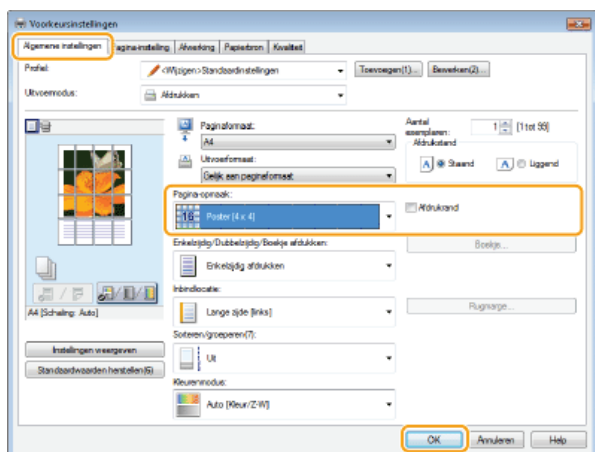 Voorkeursinstellingen
Algemene instellingen Pagina-instelling Afwerking Papierbron Kwaliteit
Profiel: <Wijzigen>Standaardinstellingen Toevoegen(1)... Bewerken(2)...
Uitvoermodus: Afdrukken
Paginaformaat:
A4
Aantal exemplaren: 1 [1 tot 99]
Uitvoerformaat:
Gelijk aan paginaformaat
Afdrukstand
A Staand A Liggend
Pagina-opmaak:
16 Poster [4 x 4]
Afdrukrand
Enkelzijdig/Dubbelzijdig/Boekje afdrukken:
Enkelzijdig afdrukken
Boekje...
Inbindlocatie:
Lange zijde [links]
Rugmarge...
A4 [Schaling: Auto]
Sorteren/groeperen(7):
Uit
Instellingen weergeven
Standaardwaarden herstellen(6)
Kleurenmodus:
Auto [Kleur/Z-W]
OK Annuleren Help